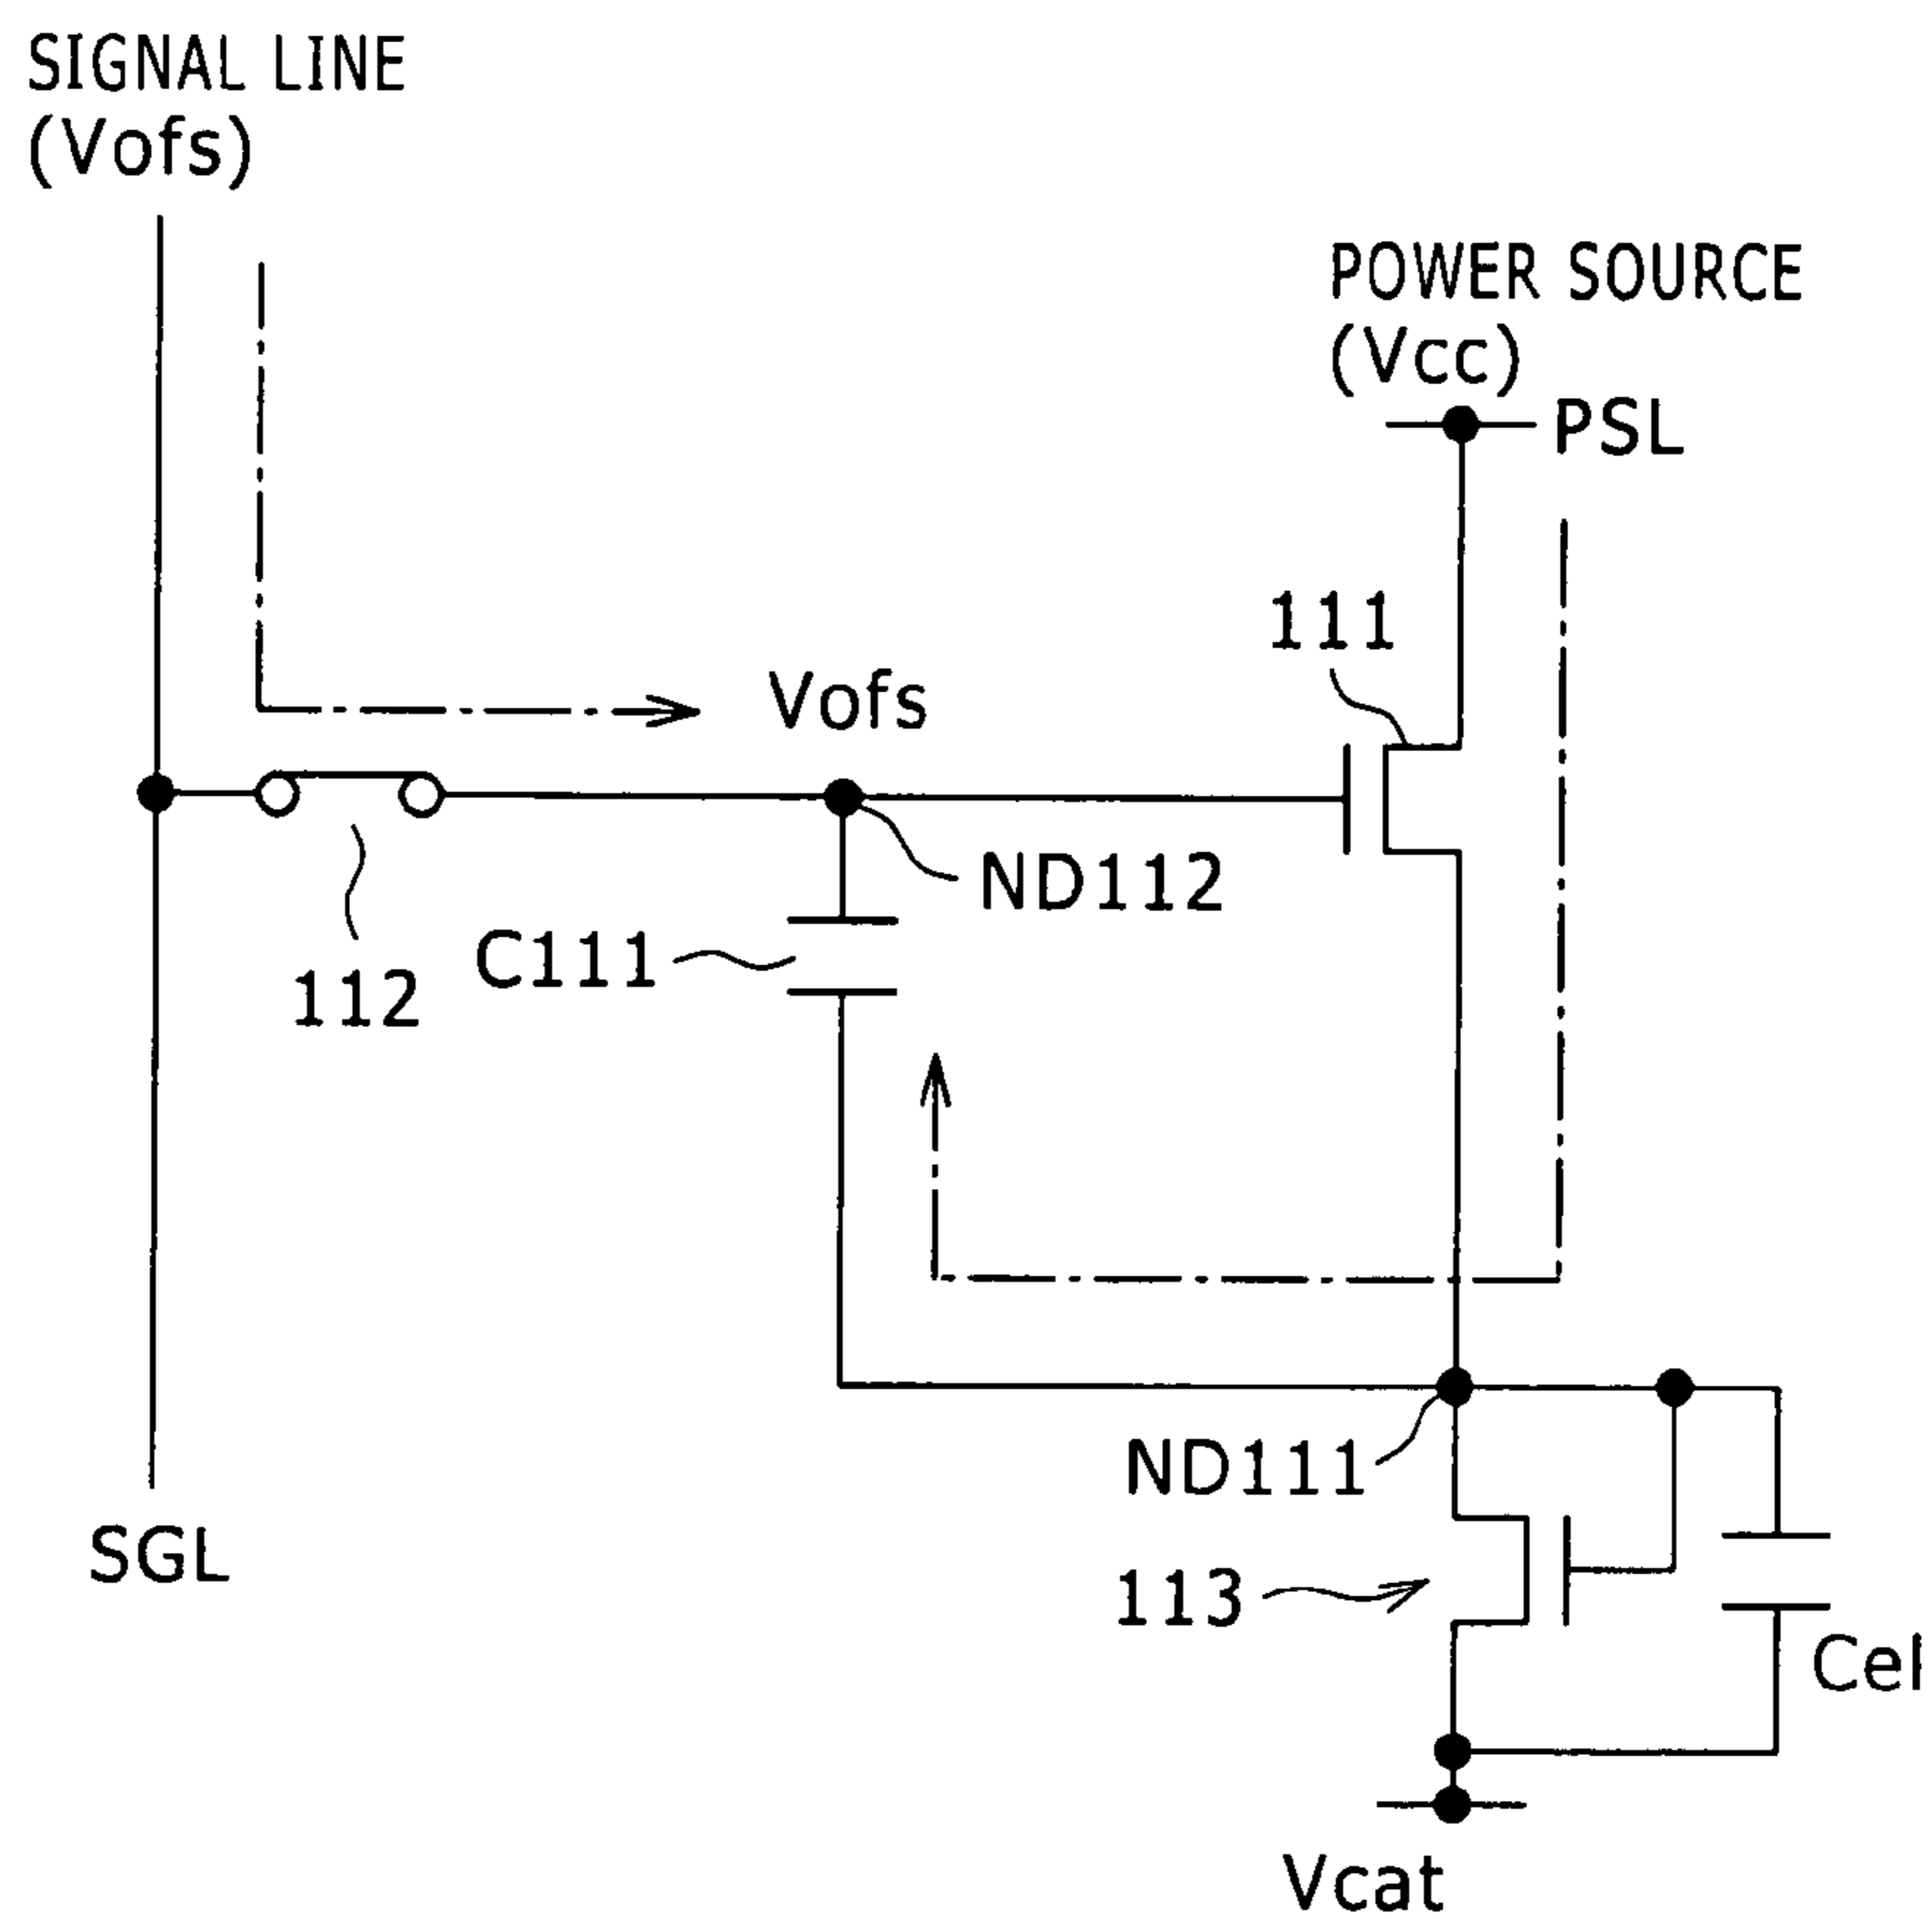 SIGNAL LINE
(Vofs)
POWER SOURCE
(Vcc)
PSL
111
Vofs
ND112
C111
112
ND111
SGL
113
Cel
Vcat